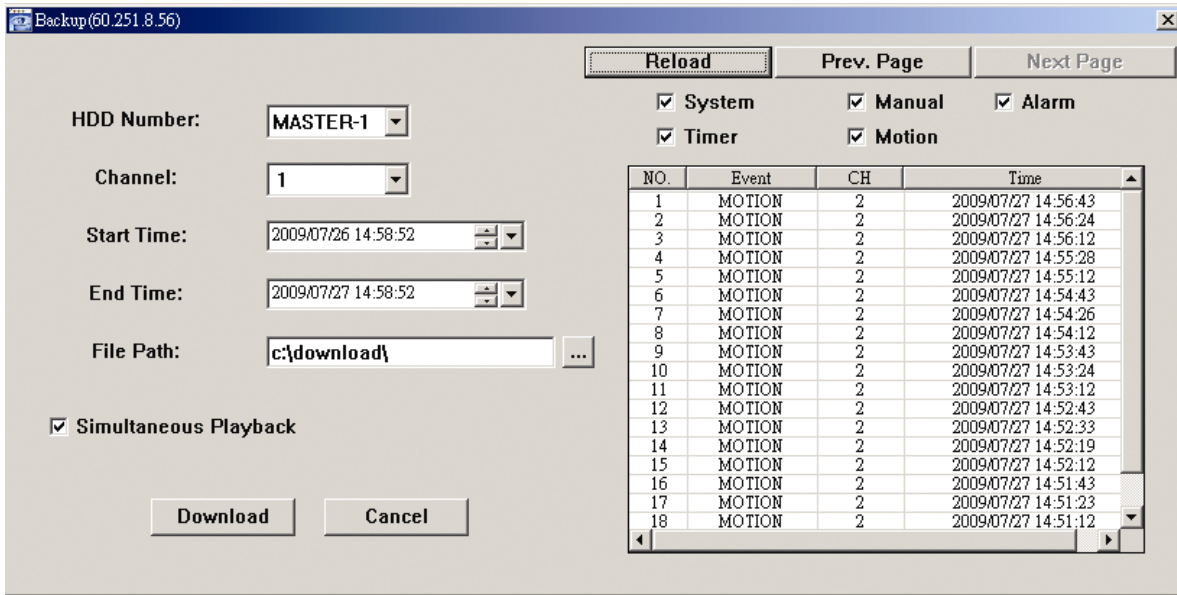 Backup(60.251.8.56)
Reload Prev. Page Next Page
System Manual Alarm
Timer Motion
HDD Number: MASTER-1
Channel: 1
Start Time: 2009/07/26 14:58:52
End Time: 2009/07/27 14:58:52
File Path: c:\download\ ...
Simultaneous Playback
Download Cancel
NO. Event CH Time
1 MOTION 2 2009/07/27 14:56:43
2 MOTION 2 2009/07/27 14:56:24
3 MOTION 2 2009/07/27 14:56:12
4 MOTION 2 2009/07/27 14:55:28
5 MOTION 2 2009/07/27 14:55:12
6 MOTION 2 2009/07/27 14:54:43
7 MOTION 2 2009/07/27 14:54:26
8 MOTION 2 2009/07/27 14:54:12
9 MOTION 2 2009/07/27 14:53:43
10 MOTION 2 2009/07/27 14:53:24
11 MOTION 2 2009/07/27 14:53:12
12 MOTION 2 2009/07/27 14:52:43
13 MOTION 2 2009/07/27 14:52:33
14 MOTION 2 2009/07/27 14:52:19
15 MOTION 2 2009/07/27 14:52:12
16 MOTION 2 2009/07/27 14:51:43
17 MOTION 2 2009/07/27 14:51:23
18 MOTION 2 2009/07/27 14:51:12